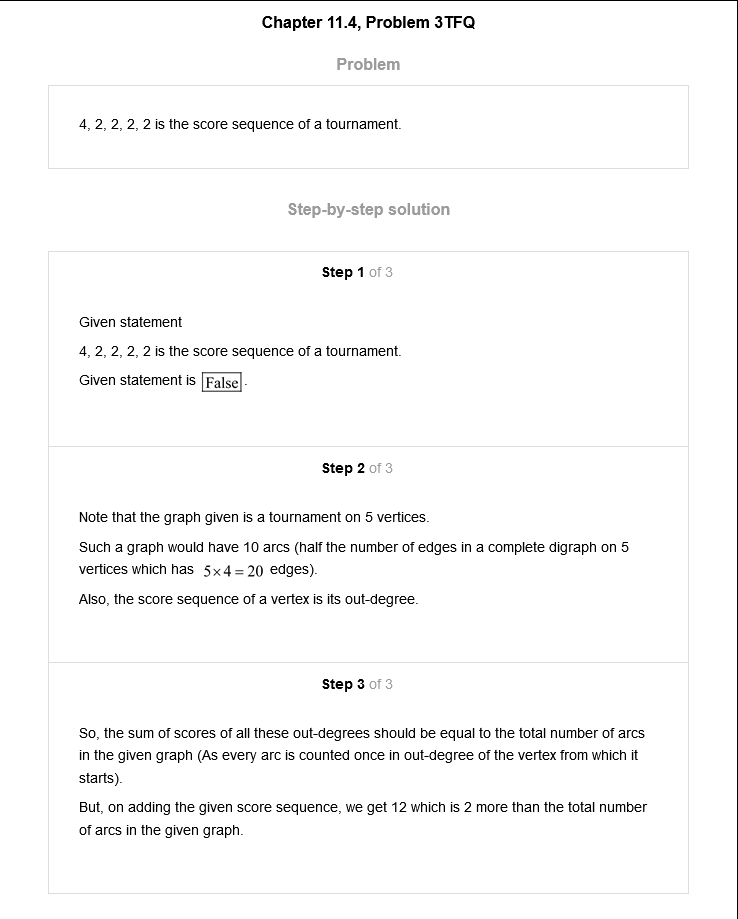 Chapter 11.4, Problem 3TFQ
Problem
4, 2, 2, 2, 2 is the score sequence of a tournament.
Step-by-step solution
Step 1 of 3
Given statement
4, 2, 2, 2, 2 is the score sequence of a tournament.
Given statement is False.
Step 2 of 3
Note that the graph given is a tournament on 5 vertices.
Such a graph would have 10 arcs (half the number of edges in a complete digraph on 5
vertices which has 5×4=20 edges).
Also, the score sequence of a vertex is its out-degree.
Step 3 of 3
So, the sum of scores of all these out-degrees should be equal to the total number of arcs
in the given graph (As every arc is counted once in out-degree of the vertex from which it
starts).
But, on adding the given score sequence, we get 12 which is 2 more than the total number
of arcs in the given graph.